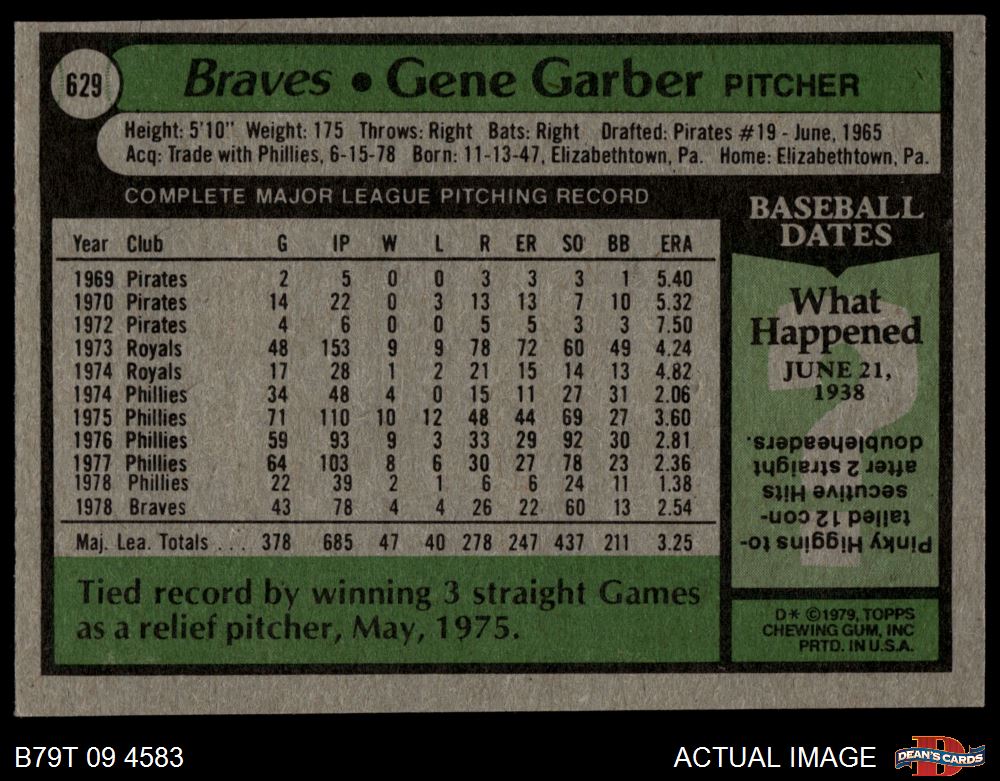 629
Braves • Gene Garber PITCHER
Height: 5'10" Weight: 175 Throws: Right Bats: Right Drafted: Pirates #19 - June, 1965
Acq: Trade with Phillies, 6-15-78 Born: 11-13-47, Elizabethtown, Pa. Home: Elizabethtown, Pa.
COMPLETE MAJOR LEAGUE PITCHING RECORD
Year Club G IP W L R ER SO BB ERA
1969 Pirates 2 5 0 0 3 3 3 1 5.40
1970 Pirates 14 22 0 3 13 13 7 10 5.32
1972 Pirates 4 6 0 0 5 5 3 3 7.50
1973 Royals 48 153 9 9 78 72 60 49 4.24
1974 Royals 17 28 1 2 21 15 14 13 4.82
1974 Phillies 34 48 4 0 15 11 27 31 2.06
1975 Phillies 71 110 10 12 48 44 69 27 3.60
1976 Phillies 59 93 9 3 33 29 92 30 2.81
1977 Phillies 64 103 8 6 30 27 78 23 2.36
1978 Phillies 22 39 2 1 6 6 24 11 1.38
1978 Braves 43 78 4 4 26 22 60 13 2.54
Maj. Lea. Totals ... 378 685 47 40 278 247 437 211 3.25
Tied record by winning 3 straight Games
as a relief pitcher, May, 1975.
BASEBALL
DATES
What
Happened
JUNE 21,
1938
Pinky Higgins to-
talled 12 con-
secutive Hits
after 2 straight
doubleheaders.
D* ©1979, TOPPS
CHEWING GUM, INC
PRTD. IN U.S.A.
B79T 09 4583
ACTUAL IMAGE
D
DEAN'S CARDS